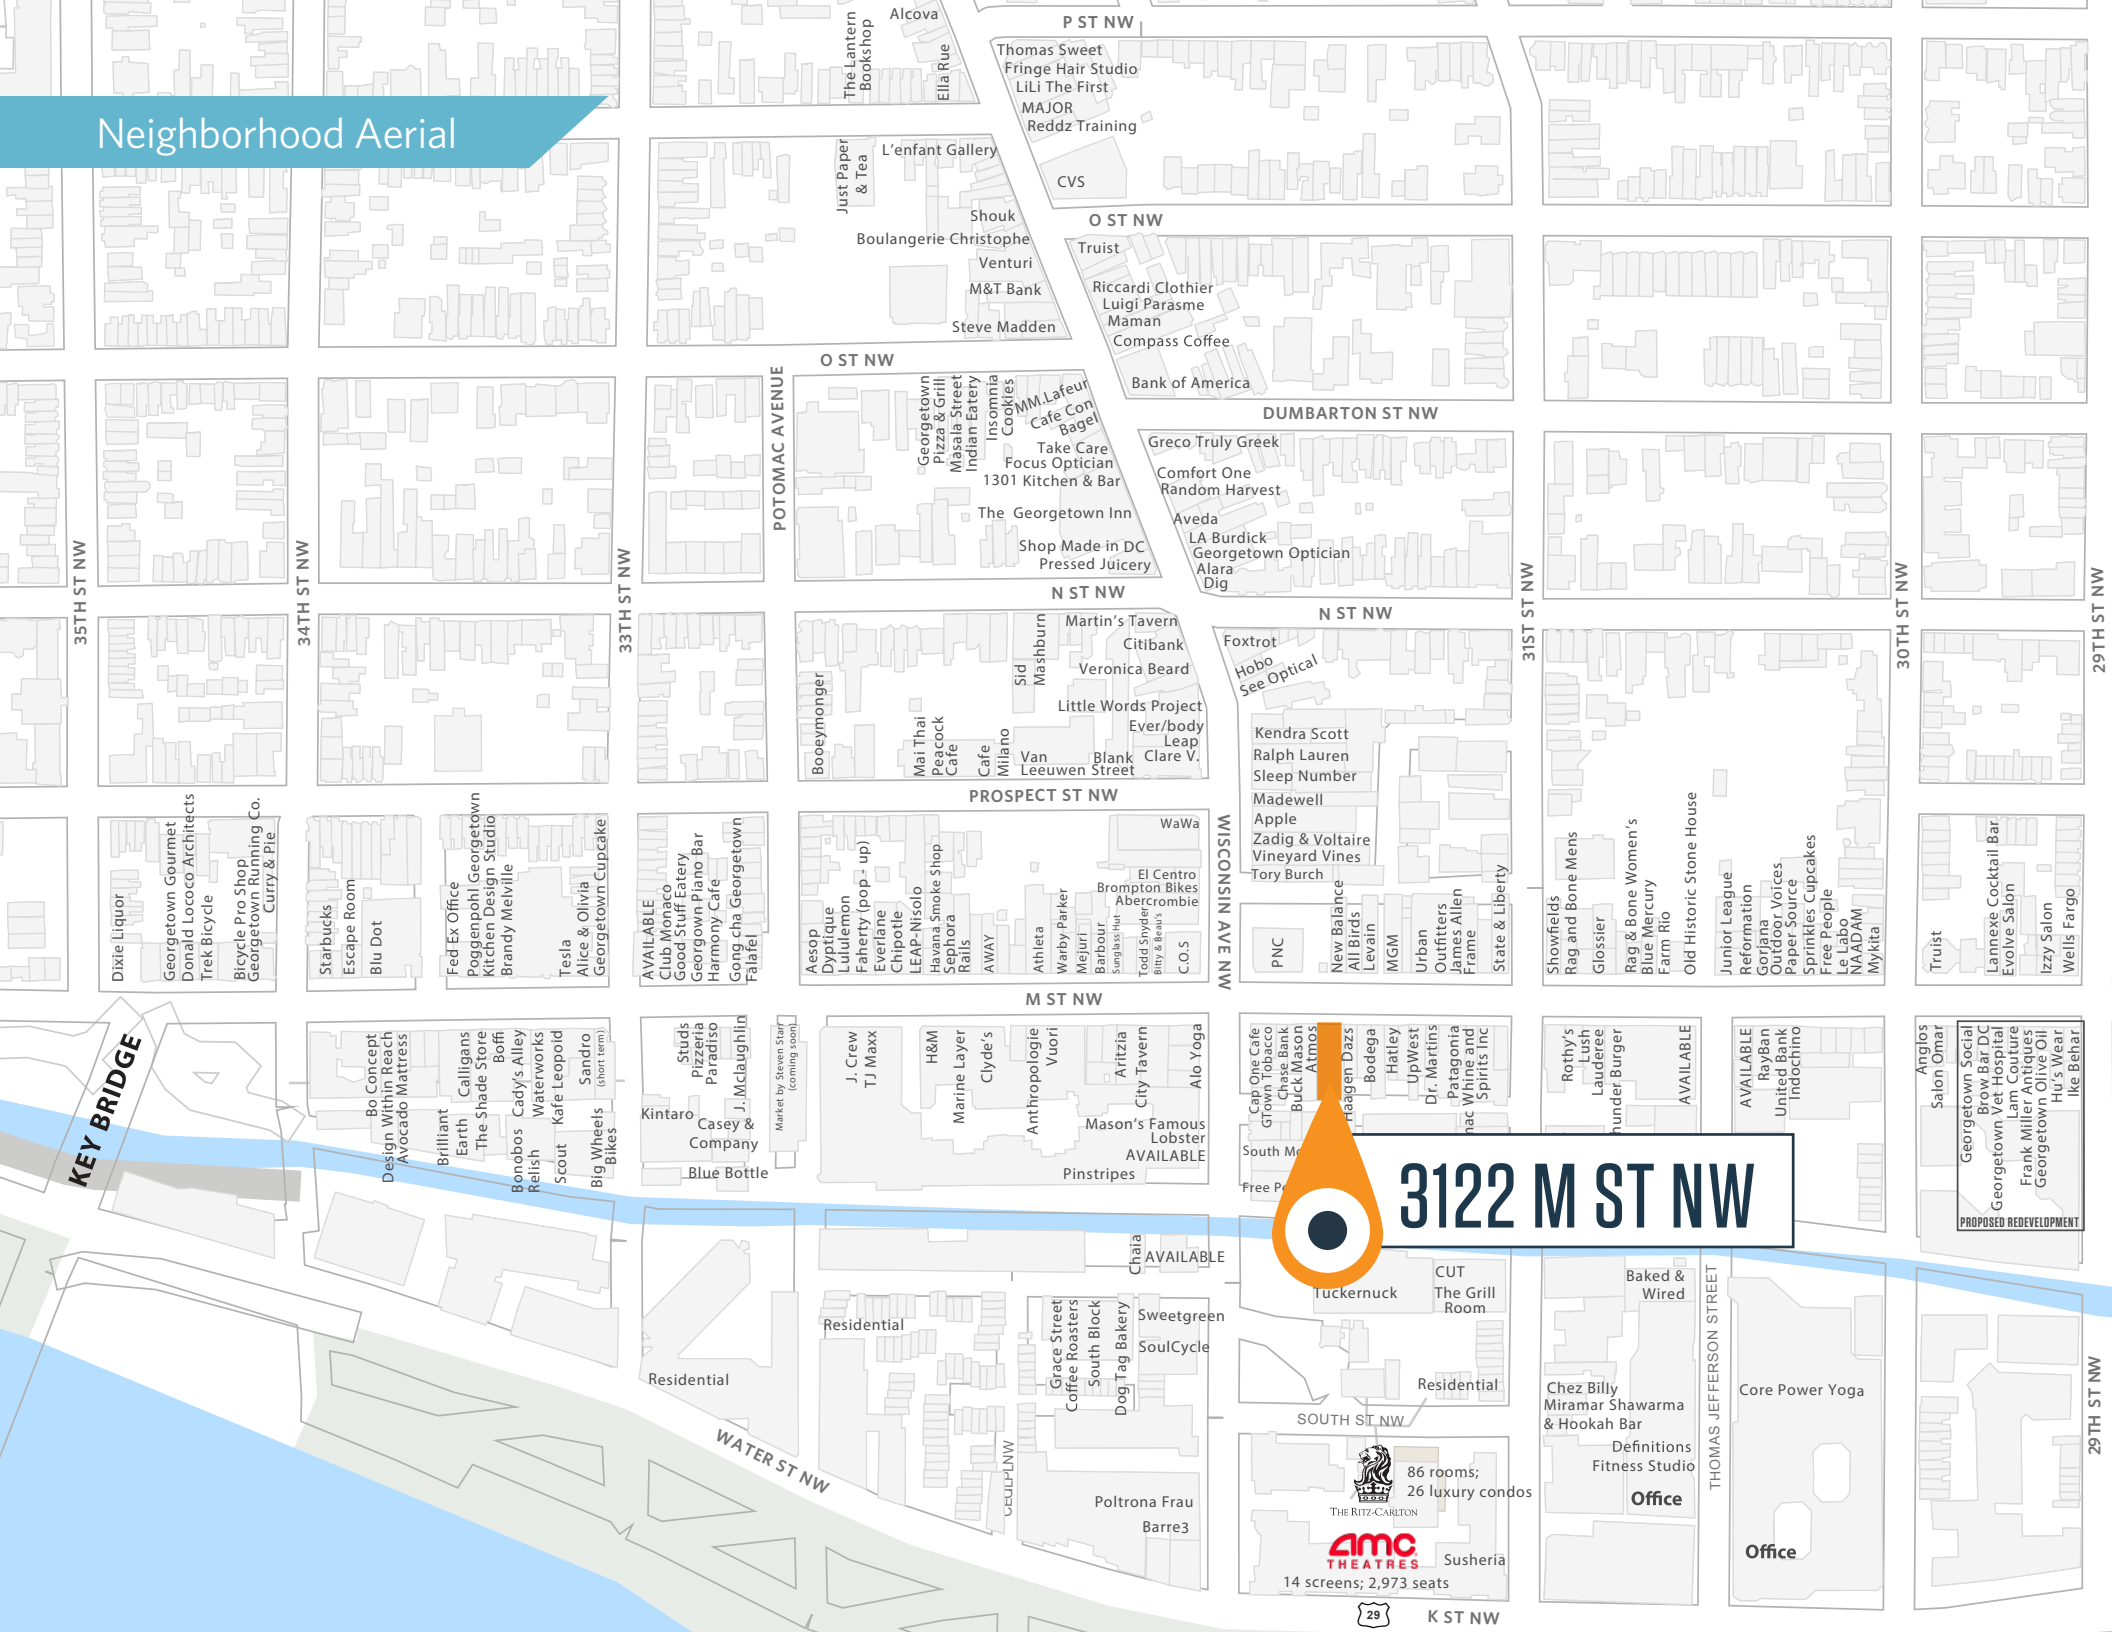 Neighborhood Aerial
P ST NW
Alcova
The Lantern
Bookshop
Ella Rue
Thomas Sweet
Fringe Hair Studio
LiLi The First
MAJOR
Reddz Training
CVS
Just Paper
& Tea
L'enfant Gallery
Shouk
Boulangerie Christophe
Venturi
M&T Bank
Steve Madden
O ST NW
Truist
Riccardi Clothier
Luigi Parasme
Maman
Compass Coffee
Bank of America
O ST NW
POTOMAC AVENUE
Georgetown
Pizza & Grill
Masala Street
Indian Eatery
Insomnia
Cookies
MM.Lafeur
Cafe Con
Bagel
Take Care
Focus Optician
1301 Kitchen & Bar
The Georgetown Inn
Shop Made in DC
Pressed Juicery
DUMBARTON ST NW
Greco Truly Greek
Comfort One
Random Harvest
Aveda
LA Burdick
Georgetown Optician
Alara
Dig
35TH ST NW
34TH ST NW
33TH ST NW
31ST ST NW
30TH ST NW
29TH ST NW
N ST NW
N ST NW
Booeymonger
Mai Thai
Peacock
Cafe
Cafe
Milano
Sid
Mashburn
Martin's Tavern
Citibank
Veronica Beard
Little Words Project
Ever/body
Leap
Clare V.
Van
Leeuwen
Blank
Street
Foxtrot
Hobo
See Optical
Kendra Scott
Ralph Lauren
Sleep Number
Madewell
Apple
Zadig & Voltaire
Vineyard Vines
Tory Burch
PROSPECT ST NW
WISCONSIN AVE NW
Dixie Liquor
Georgetown Gourmet
Donald Lococo Architects
Trek Bicycle
Bicycle Pro Shop
Georgetown Running Co.
Curry & Pie
Starbucks
Escape Room
Blu Dot
Fed Ex Office
Poggenpohl Georgetown
Kitchen Design Studio
Brandy Melville
Tesla
Alice & Olivia
Georgetown Cupcake
AVAILABLE
Club Monaco
Good Stuff Eatery
Georgrown Piano Bar
Harmony Cafe
Gong cha Georgetown
Falafel
Aesop
Dyptique
Lululemon
Faherty (pop - up)
Everlane
Chipotle
LEAP-Nisolo
Havana Smoke Shop
Sephora
Rails
AWAY
Athleta
Warby Parker
Mejuri
Barbour
Sunglass Hut
Todd Snyder
Bitty & Beau's
C.O.S
WaWa
El Centro
Brompton Bikes
Abercrombie
PNC
New Balance
All Birds
Levain
MGM
Urban
Outfitters
James Allen
Frame
State & Liberty
Showfields
Rag and Bone Mens
Glossier
Rag & Bone Women's
Blue Mercury
Farm Rio
Old Historic Stone House
Junior League
Reformation
Gorjana
Outdoor Voices
Paper Source
Sprinkles Cupcakes
Free People
Le Labo
NAADAM
Mykita
Truist
Lannexe Cocktail Bar
Evolve Salon
Izzy Salon
Wells Fargo
M ST NW
KEY BRIDGE
Bo Concept
Design Within Reach
Avocado Mattress
Brilliant
Earth
Calligans
The Shade Store
Boffi
Cady's Alley
Bonobos
Relish
Waterworks
Kafe Leopold
Scout
Sandro
(short term)
Big Wheels
Bikes
Studs
Pizzeria
Paradiso
J. Mclaughlin
Kintaro
Casey &
Company
Blue Bottle
Market by Steven Starr
(coming soon)
J. Crew
TJ Maxx
H&M
Marine Layer
Clyde's
Anthropologie
Vuori
Aritzia
City Tavern
Alo Yoga
Mason's Famous
Lobster
AVAILABLE
Pinstripes
Cap One Cafe
GTown Tobacco
Chase Bank
Buck Mason
Atmos
Haagen Dazs
Bodega
Hatley
UpWest
Dr. Martins
Patagonia
Whine and
Spirits Inc
South
Free
Rothy's
Lush
Lauderee
Burger
AVAILABLE
AVAILABLE
RayBan
United Bank
Indochino
Anglos
Salon Omar
Georgetown Social
Brow Bar DC
Georgetown Vet Hospital
Lam Couture
Frank Miller Antiques
Georgetown Olive Oil
Hu's Wear
Ike Behar
PROPOSED REDEVELOPMENT
3122 M ST NW
Chaia
AVAILABLE
Tuckernuck
CUT
The Grill
Room
Baked &
Wired
Residential
Grace Street
Coffee Roasters
South Block
Dog Tag Bakery
Sweetgreen
SoulCycle
Residential
Residential
SOUTH ST NW
Chez Billy
Miramar Shawarma
& Hookah Bar
Definitions
Fitness Studio
Office
THOMAS JEFFERSON STREET
Core Power Yoga
Office
29TH ST NW
WATER ST NW
Poltrona Frau
Barre3
THE RITZ-CARLTON
86 rooms;
26 luxury condos
amc
THEATRES
14 screens; 2,973 seats
Susheria
29
K ST NW